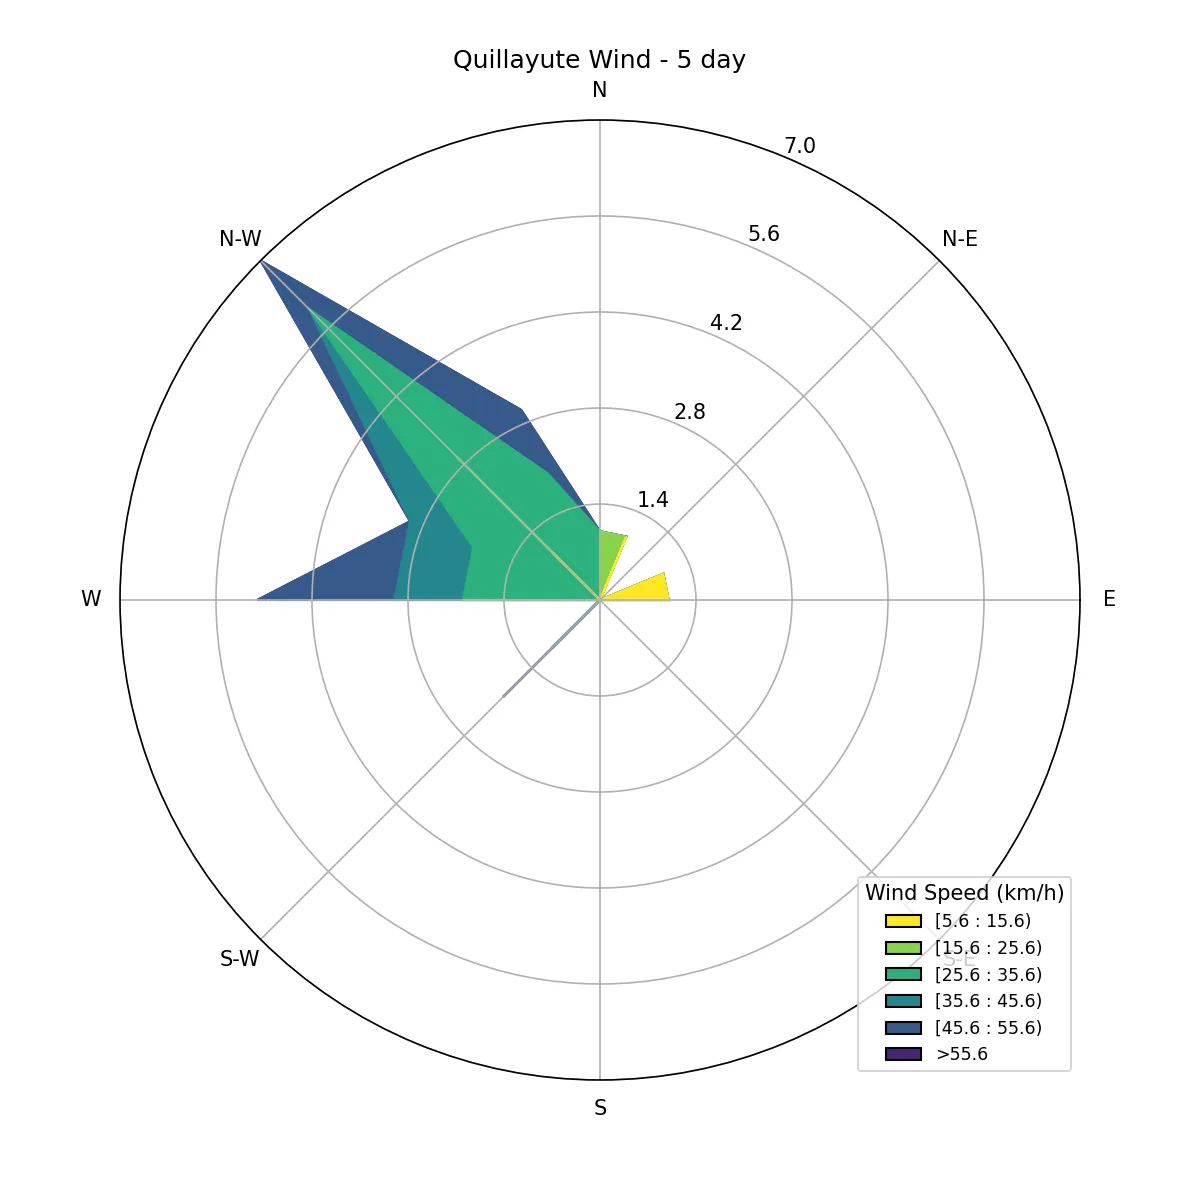 Quillayute Wind - 5 day
N
7.0
N-W
5.6
N-E
4.2
2.8
1.4
W
E
Wind Speed (km/h)
[5.6 : 15.6)
[15.6 : 25.6)
S-W
S-E
[25.6 : 35.6)
[35.6 : 45.6)
[45.6 : 55.6)
>55.6
S